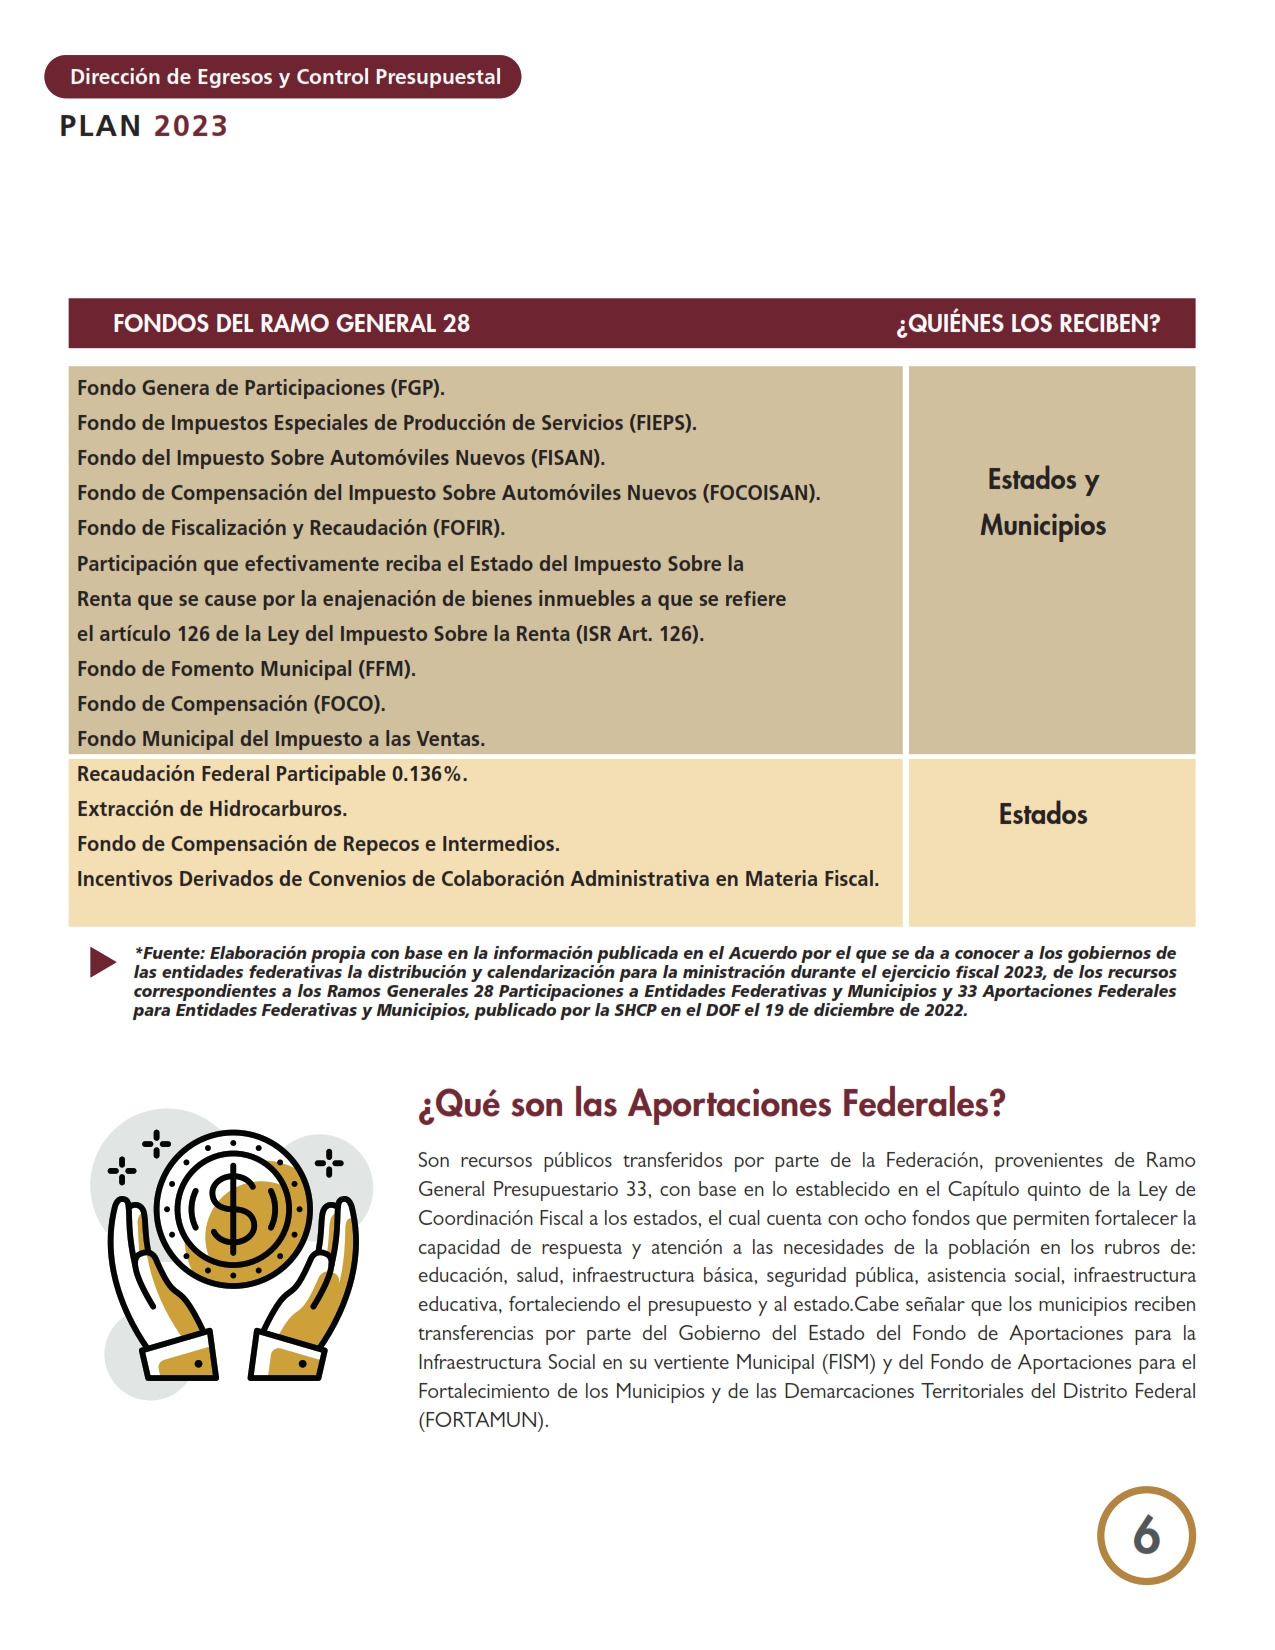 Dirección de Egresos y Control Presupuestal
PLAN 2023
FONDOS DEL RAMO GENERAL 28
¿QUIÉNES LOS RECIBEN?
Fondo Genera de Participaciones (FGP).
Fondo de Impuestos Especiales de Producción de Servicios (FIEPS).
Fondo del Impuesto Sobre Automóviles Nuevos (FISAN).
Fondo de Compensación del Impuesto Sobre Automóviles Nuevos (FOCOISAN).
Fondo de Fiscalización y Recaudación (FOFIR).
Participación que efectivamente reciba el Estado del Impuesto Sobre la
Renta que se cause por la enajenación de bienes inmuebles a que se refiere
el artículo 126 de la Ley del Impuesto Sobre la Renta (ISR Art. 126).
Fondo de Fomento Municipal (FFM).
Fondo de Compensación (FOCO).
Fondo Municipal del Impuesto a las Ventas.
Estados y
Municipios
Recaudación Federal Participable 0.136%.
Extracción de Hidrocarburos.
Fondo de Compensación de Repecos e Intermedios.
Incentivos Derivados de Convenios de Colaboración Administrativa en Materia Fiscal.
Estados
*Fuente: Elaboración propia con base en la información publicada en el Acuerdo por el que se da a conocer a los gobiernos de
las entidades federativas la distribución y calendarización para la ministración durante el ejercicio fiscal 2023, de los recursos
correspondientes a los Ramos Generales 28 Participaciones a Entidades Federativas y Municipios y 33 Aportaciones Federales
para Entidades Federativas y Municipios, publicado por la SHCP en el DOF el 19 de diciembre de 2022.
¿Qué son las Aportaciones Federales?
Son recursos públicos transferidos por parte de la Federación, provenientes de Ramo
General Presupuestario 33, con base en lo establecido en el Capítulo quinto de la Ley de
Coordinación Fiscal a los estados, el cual cuenta con ocho fondos que permiten fortalecer la
capacidad de respuesta y atención a las necesidades de la población en los rubros de:
educación, salud, infraestructura básica, seguridad pública, asistencia social, infraestructura
educativa, fortaleciendo el presupuesto y al estado.Cabe señalar que los municipios reciben
transferencias por parte del Gobierno del Estado del Fondo de Aportaciones para la
Infraestructura Social en su vertiente Municipal (FISM) y del Fondo de Aportaciones para el
Fortalecimiento de los Municipios y de las Demarcaciones Territoriales del Distrito Federal
(FORTAMUN).
$
6